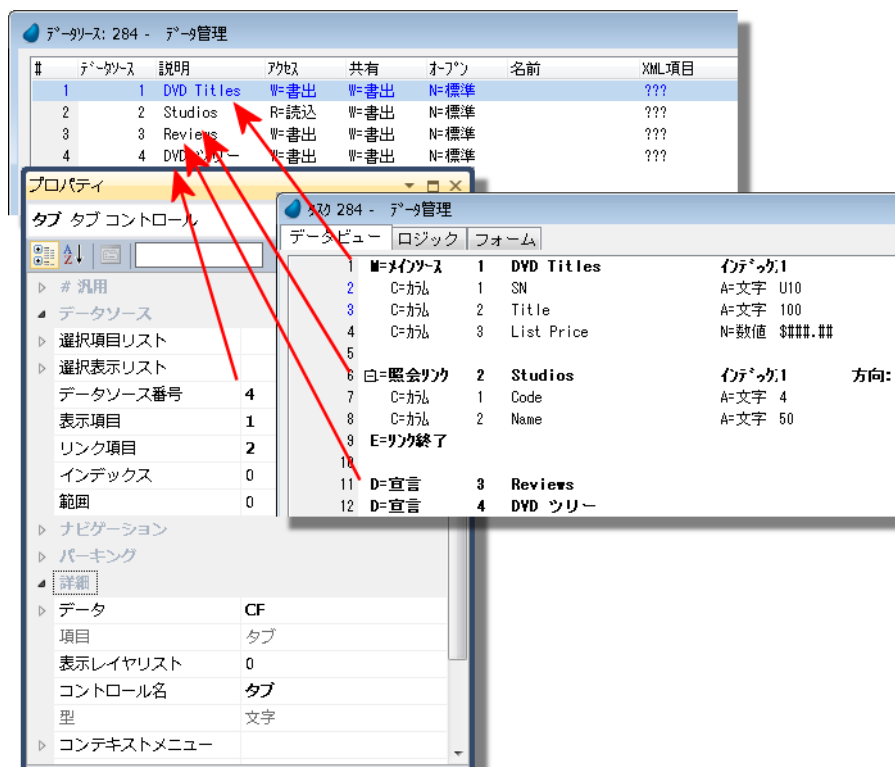 データリース: 284 - データ管理
# データソース 説明 アクセス 共有 オープン 名前 XML項目
1 1 DVD Titles W=書出 W=書出 N=標準 ???
2 2 Studios R=読込 W=書出 N=標準 ???
3 3 Reviews W=書出 W=書出 N=標準 ???
4 4 DVD ツリー W=書出 W=書出 N=標準 ???
プロパティ
タブ タブ コントロール
# 汎用
データソース
選択項目リスト
選択表示リスト
データソース番号 4
表示項目 1
リンク項目 2
インデックス 0
範囲 0
ナビゲーション
パーキング
詳細
データ CF
項目 タブ
表示レイヤリスト 0
コントロール名 タブ
型 文字
コンテキストメニュー
タスク 284 - データ管理
データビュー ロジック フォーム
1 M=メインソース 1 DVD Titles インデックス:1
2 C=カラム 1 SN A=文字 U10
3 C=カラム 2 Title A=文字 100
4 C=カラム 3 List Price N=数値 $###.##
5
6 L=照会リンク 2 Studios インデックス:1 方向:
7 C=カラム 1 Code A=文字 4
8 C=カラム 2 Name A=文字 50
9 E=リンク終了
10
11 D=宣言 3 Reviews
12 D=宣言 4 DVD ツリー